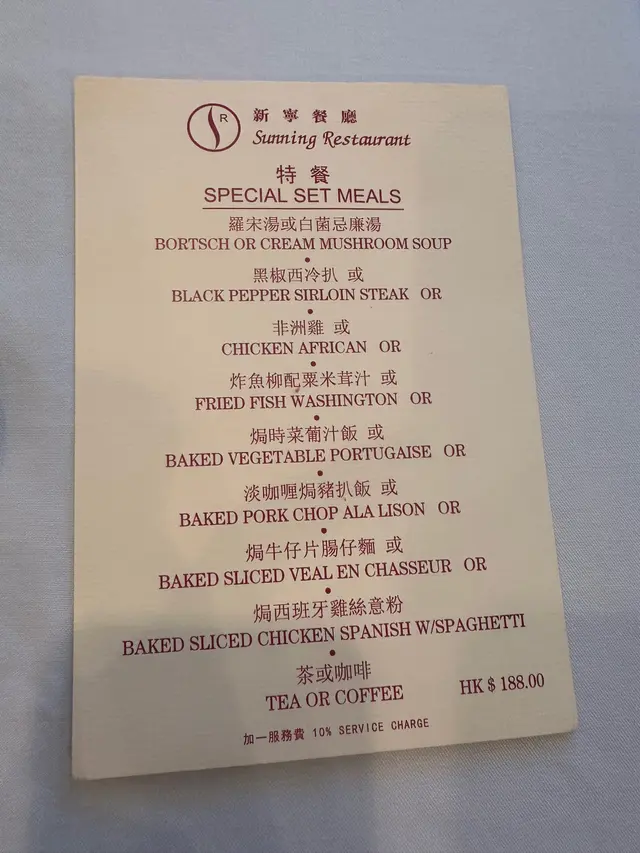 R
新寧餐廳
Sunning Restaurant
特餐
SPECIAL SET MEALS
羅宋湯或白菌忌廉湯
BORTSCH OR CREAM MUSHROOM SOUP
黑椒西冷扒 或
BLACK PEPPER SIRLOIN STEAK OR
非洲雞 或
CHICKEN AFRICAN OR
炸魚柳配粟米茸汁 或
FRIED FISH WASHINGTON OR
焗時菜葡汁飯 或
BAKED VEGETABLE PORTUGAISE OR
淡咖喱焗豬扒飯 或
BAKED PORK CHOP ALA LISON OR
焗牛仔片腸仔麵 或
BAKED SLICED VEAL EN CHASSEUR OR
焗西班牙雞絲意粉
BAKED SLICED CHICKEN SPANISH W/SPAGHETTI
茶或咖啡
TEA OR COFFEE HK $ 188.00
加一服務費 10% SERVICE CHARGE